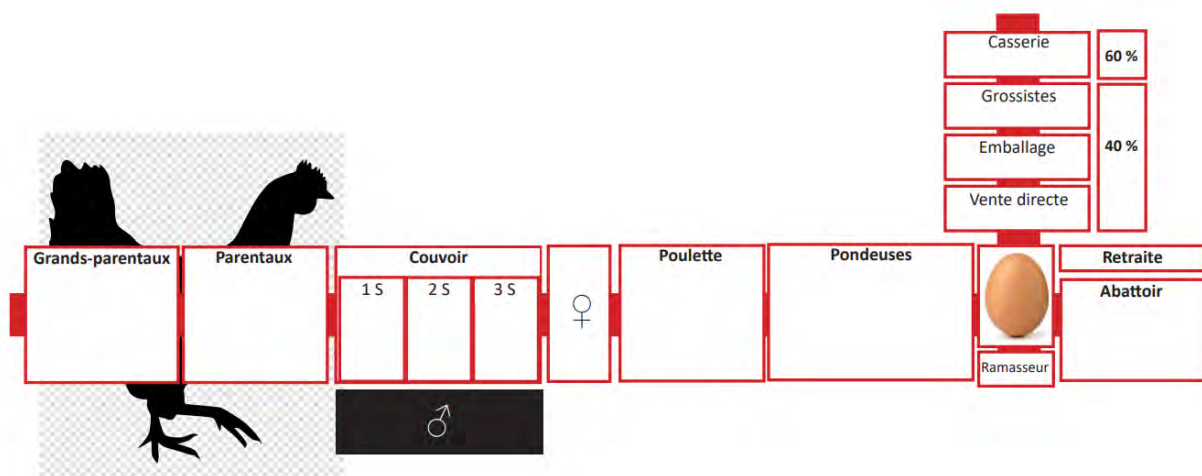 Casserie
60 %
Grossistes
Emballage
40 %
Vente directe
Grands-parentaux
Parentaux
Couvoir
1 S
2 S
3 S
♀
Poulette
Pondeuses
Retraite
Abattoir
Ramasseur
♂